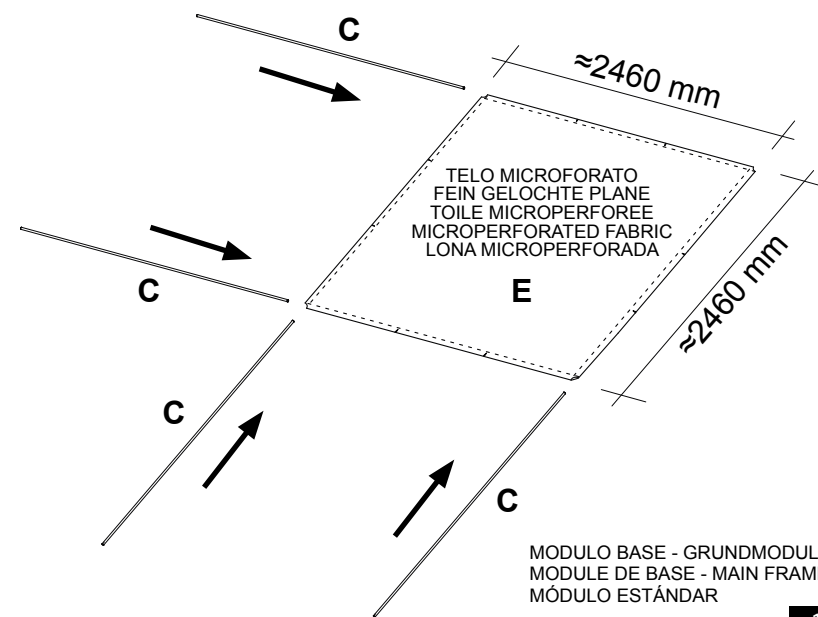 C
≈2460 mm
TELO MICROFORATO
FEIN GELOCHTE PLANE
TOILE MICROPERFOREE
MICROPERFORATED FABRIC
LONA MICROPERFORADA
E
≈2460 mm
C
C
C
MODULO BASE - GRUNDMODUL
MODULE DE BASE - MAIN FRAM
MÓDULO ESTÁNDAR